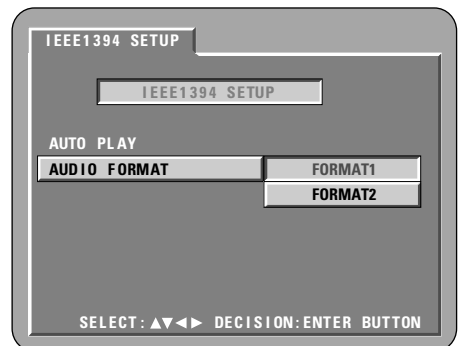 IEEE1394 SETUP
IEEE1394 SETUP
AUTO PLAY
AUDIO FORMAT FORMAT1
FORMAT2
SELECT:▲▼◀▶ DECISION:ENTER BUTTON